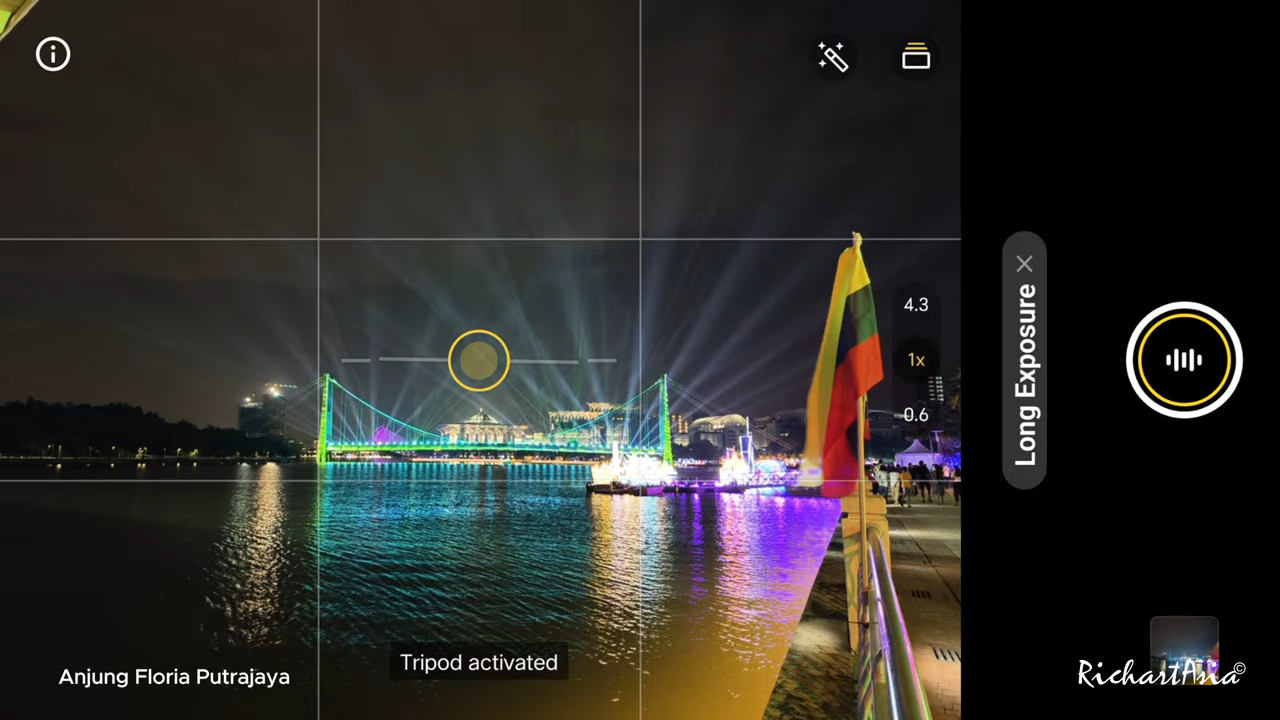 4.3
1x
0.6
Long Exposure
Tripod activated
Anjung Floria Putrajaya
RichartAsia©